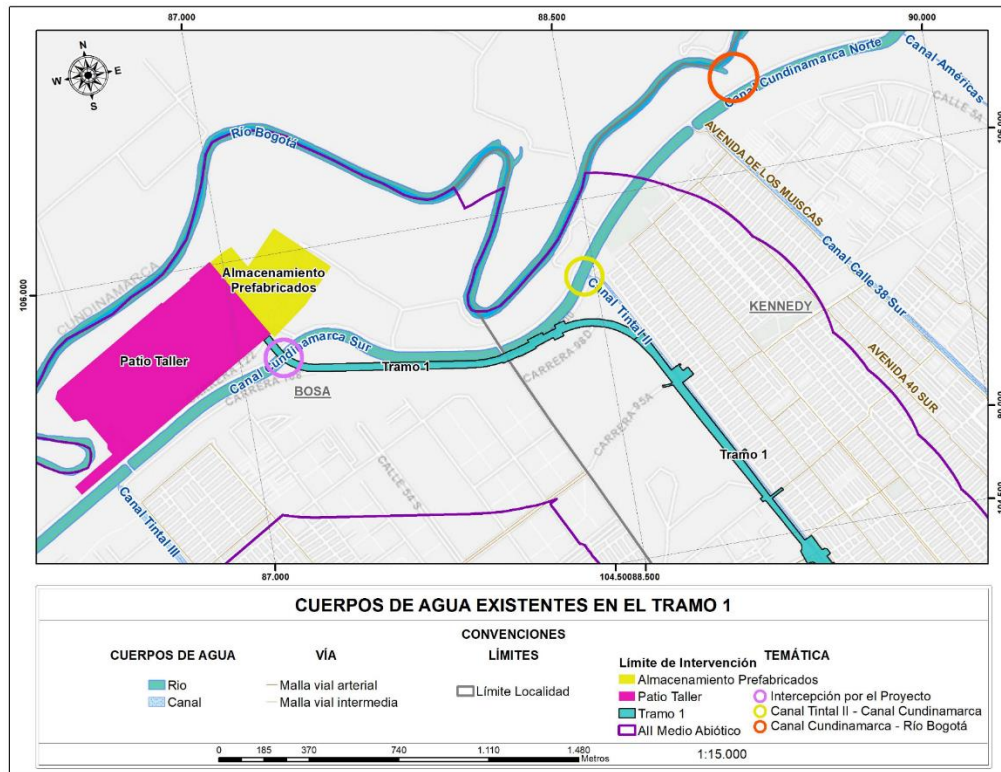 87.000
88.500
90.000
N
W
E
S
Canal Cundinamarca Norte
Canal Américas
CALLE 5A
Río Bogotá
AVENIDA DE LOS MUISCAS
Canal Calle 38 Sur
CUNDINAMARCA
Almacenamiento
Prefabricados
106.000
KENNEDY
Canal Tintal II
Patio Taller
Canal Cundinamarca Sur
Tramo 1
CARRERA 98D
AVENIDA 40 SUR
BOSA
CARRERA 95A
Tramo 1
CALLE 54 S
104.500
Canal Tintal III
87.000
104.500
88.500
CUERPOS DE AGUA EXISTENTES EN EL TRAMO 1
CONVENCIONES
CUERPOS DE AGUA
VÍA
LÍMITES
TEMÁTICA
Rio
Canal
Malla vial arterial
Malla vial intermedia
Límite Localidad
Límite de Intervención
Almacenamiento Prefabricados
Patio Taller
Tramo 1
AII Medio Abiótico
Intercepción por el Proyecto
Canal Tintal II - Canal Cundinamarca
Canal Cundinamarca - Río Bogotá
0 185 370 740 1.110 1.480
Metros
1:15.000